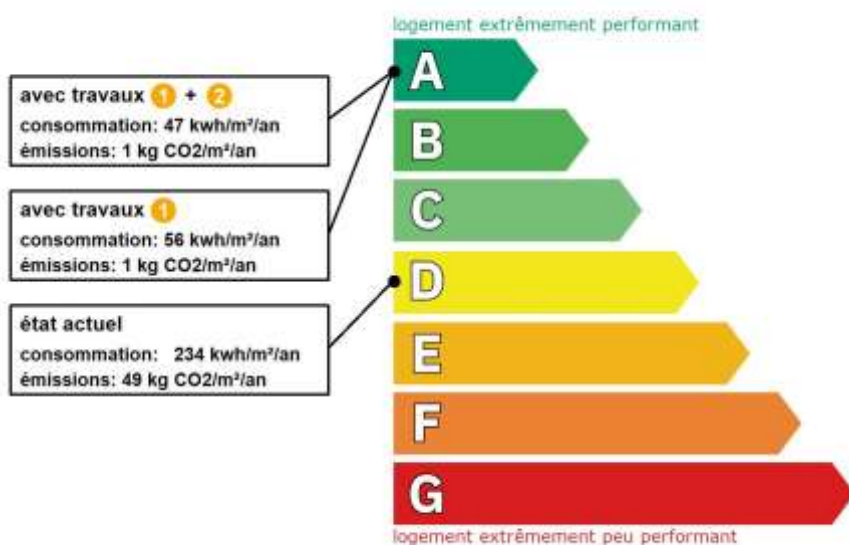 logement extrêmement performant
avec travaux 1 + 2
consommation: 47 kwh/m²/an
émissions: 1 kg CO2/m²/an
avec travaux 1
consommation: 56 kwh/m²/an
émissions: 1 kg CO2/m²/an
état actuel
consommation: 234 kwh/m²/an
émissions: 49 kg CO2/m²/an
A
B
C
D
E
F
G
logement extrêmement peu performant